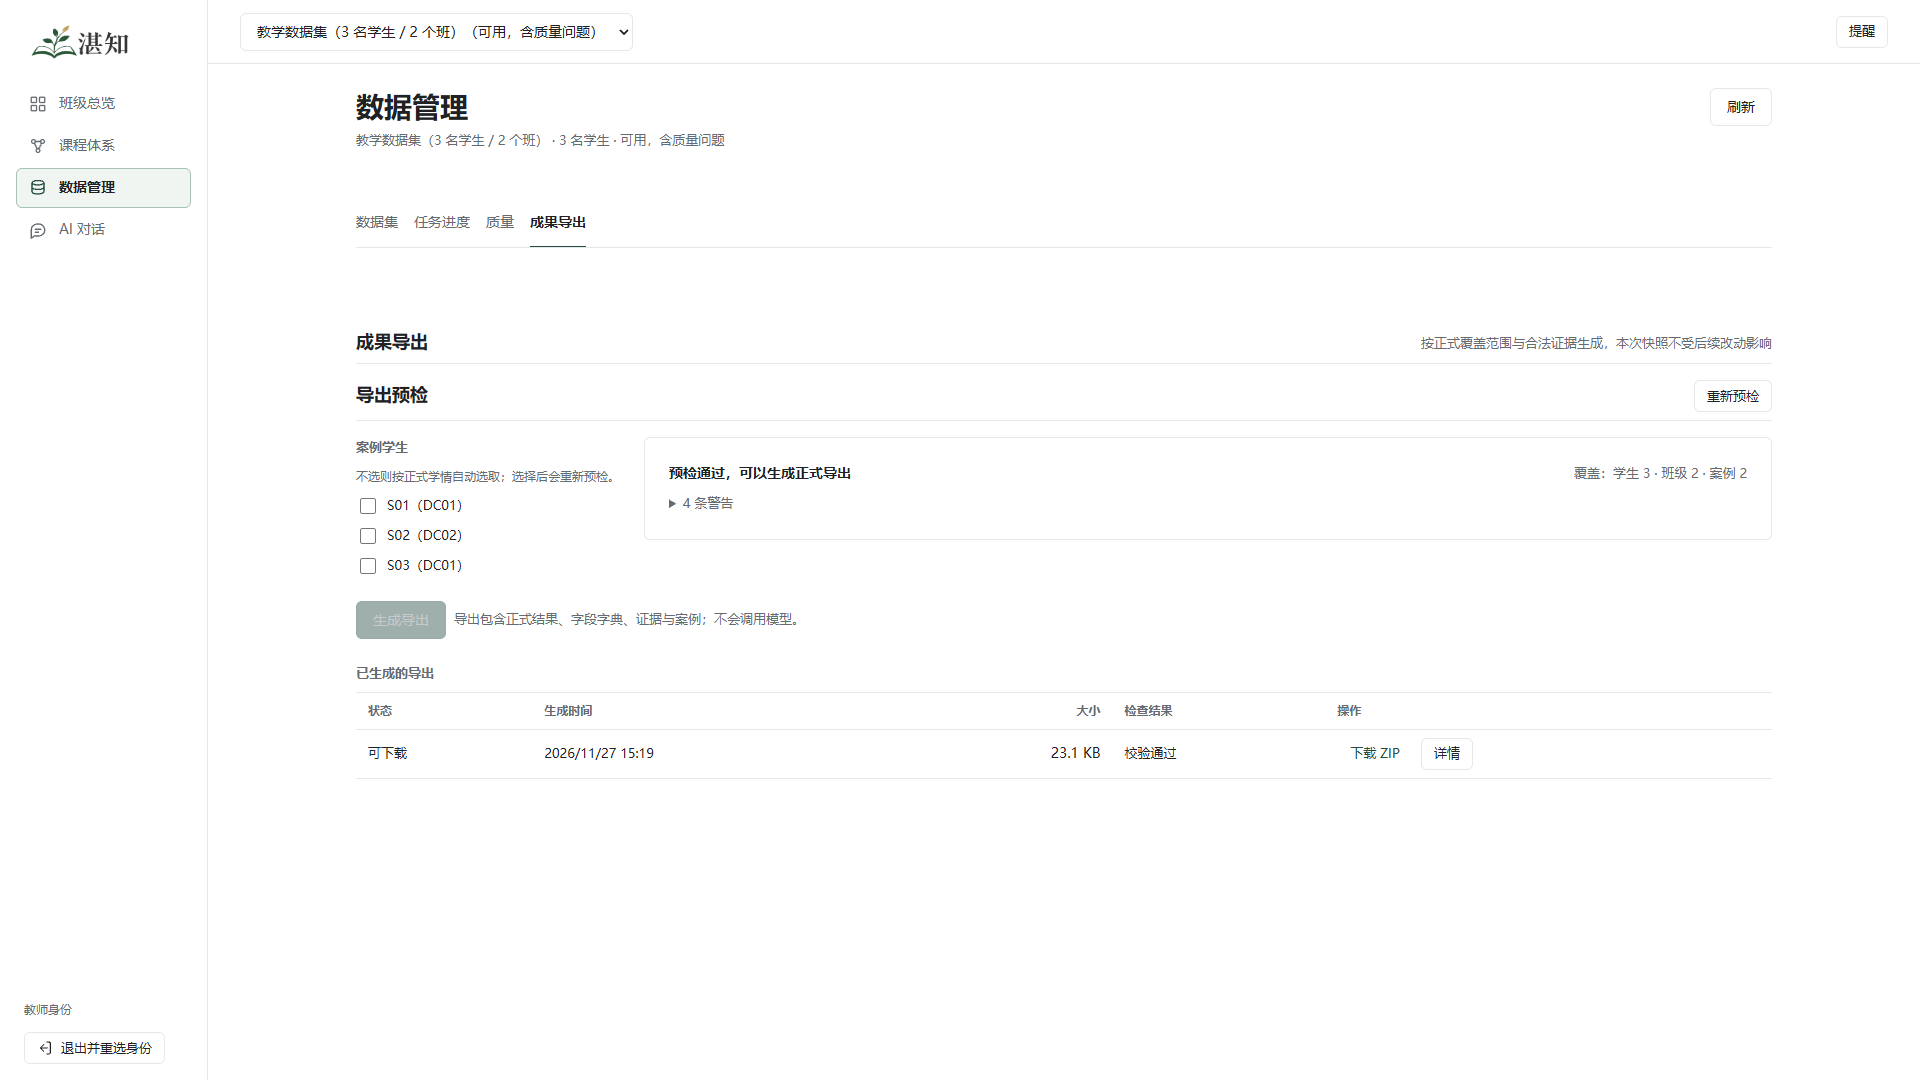 湛知
教学数据集（3 名学生 / 2 个班）（可用，含质量问题）
提醒
班级总览
课程体系
数据管理
AI 对话
数据管理
刷新
教学数据集（3 名学生 / 2 个班） · 3 名学生 · 可用，含质量问题
数据集 任务进度 质量 成果导出
成果导出
按正式覆盖范围与合法证据生成，本次快照不受后续改动影响
导出预检
重新预检
案例学生
不选则按正式学情自动选取；选择后会重新预检。
S01（DC01）
S02（DC02）
S03（DC01）
预检通过，可以生成正式导出
覆盖：学生 3 · 班级 2 · 案例 2
4 条警告
生成导出 导出包含正式结果、字段字典、证据与案例；不会调用模型。
已生成的导出
状态 生成时间 大小 检查结果 操作
可下载 2026/11/27 15:19 23.1 KB 校验通过 下载 ZIP 详情
教师身份
退出并重选身份